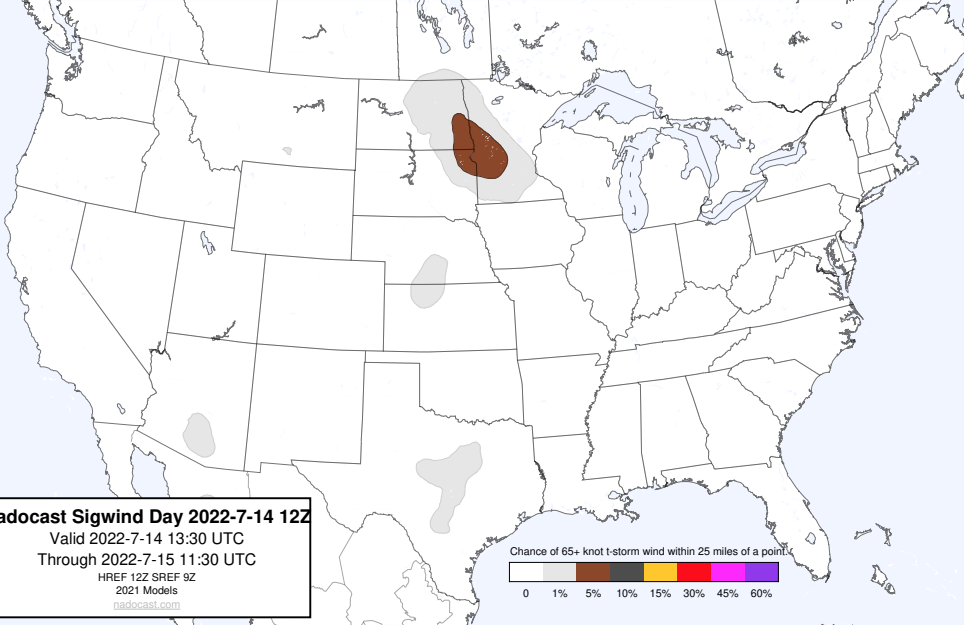 adocast Sigwind Day 2022-7-14 12Z
Valid 2022-7-14 13:30 UTC
Through 2022-7-15 11:30 UTC
HREF 12Z SREF 9Z
2021 Models
nadocast.com
Chance of 65+ knot t-storm wind within 25 miles of a point.
0 1% 5% 10% 15% 30% 45% 60%